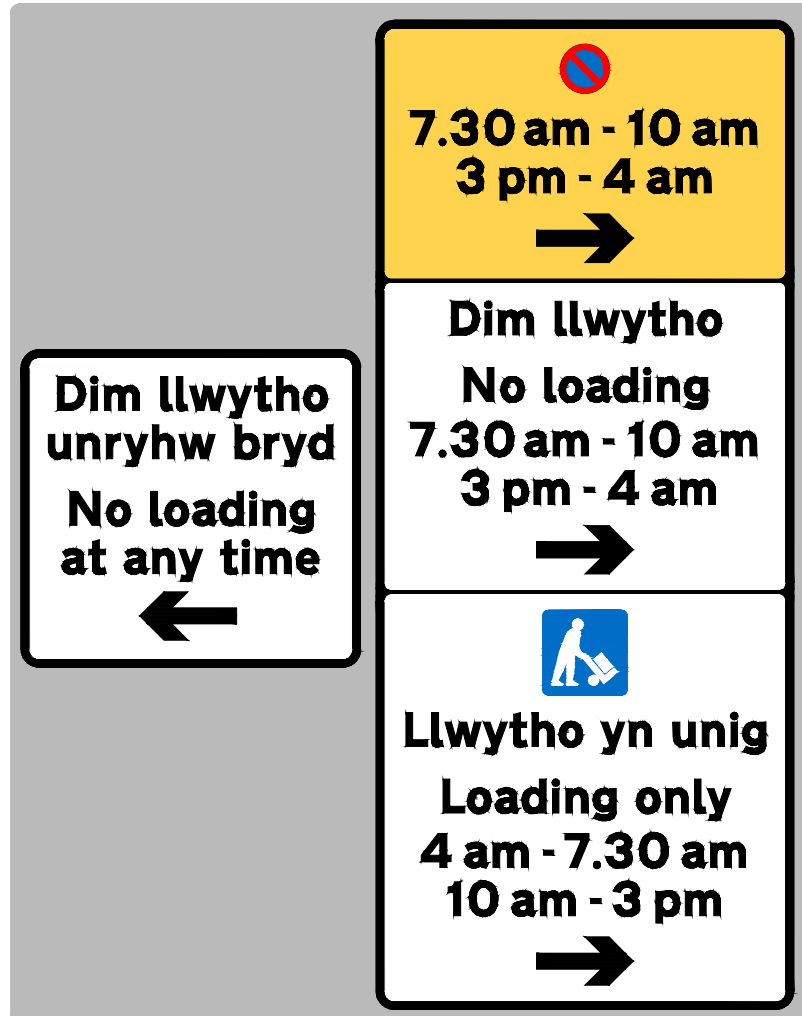 Dim llwytho
unryhw bryd
No loading
at any time
7.30 am - 10 am
3 pm - 4 am
Dim llwytho
No loading
7.30 am - 10 am
3 pm - 4 am
Llwytho yn unig
Loading only
4 am - 7.30 am
10 am - 3 pm